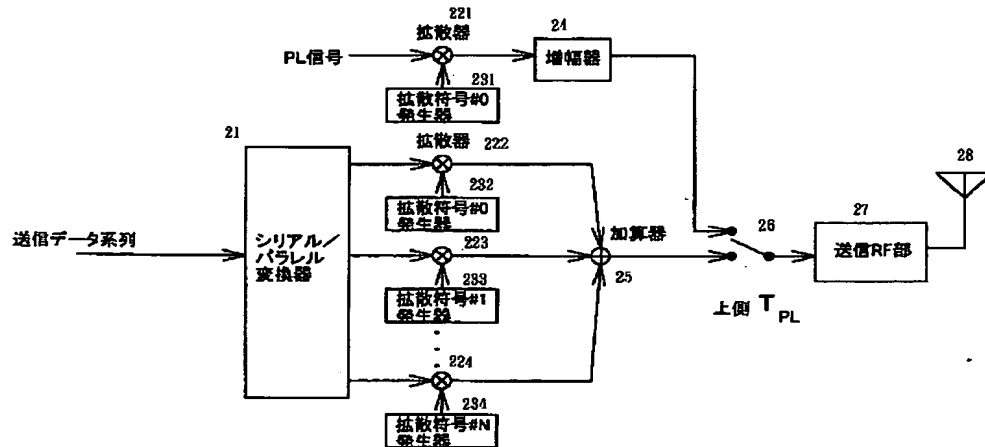 221
拡散器
24
PL信号
増幅器
231
拡散符号#0
発生器
21
拡散器
222
28
232
拡散符号#0
発生器
送信データ系列
シリアル／
パラレル
変換器
223
加算器
26
27
送信RF部
25
233
拡散符号#1
発生器
上側 TPL
224
234
拡散符号#N
発生器